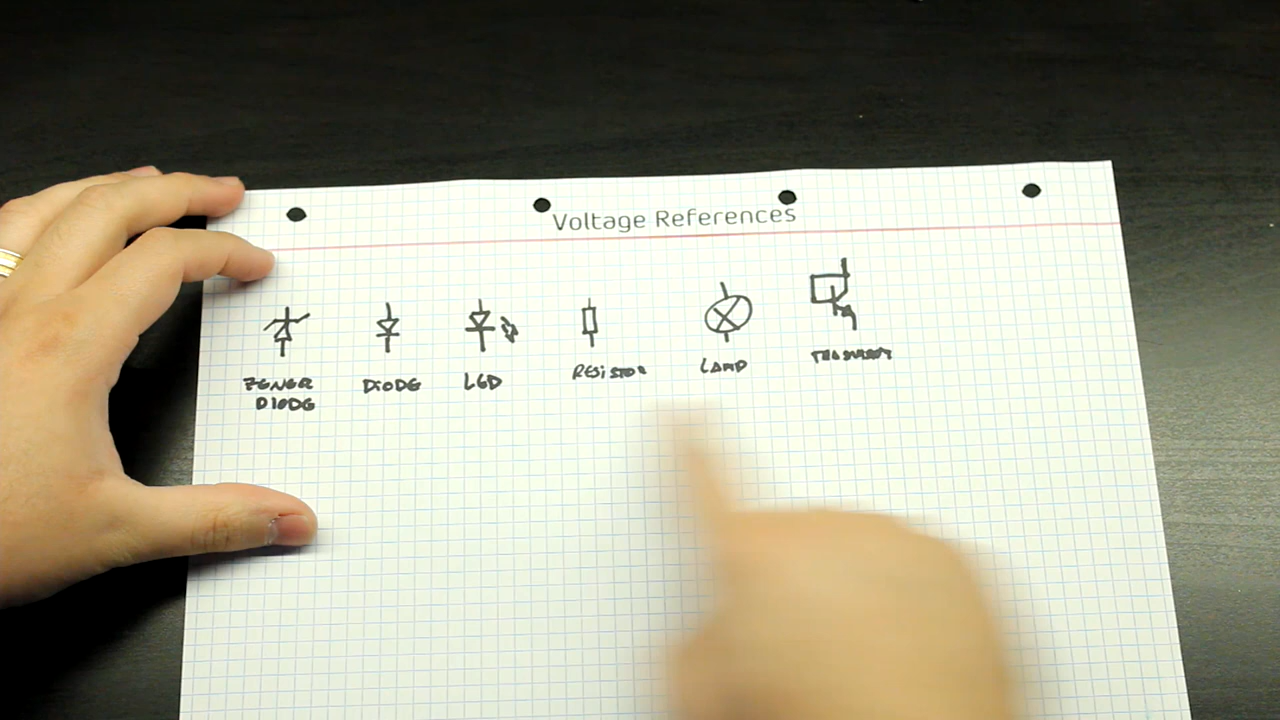 Voltage References
ZENER
DIODE
DIODE
LED
RESISTOR
LAMP